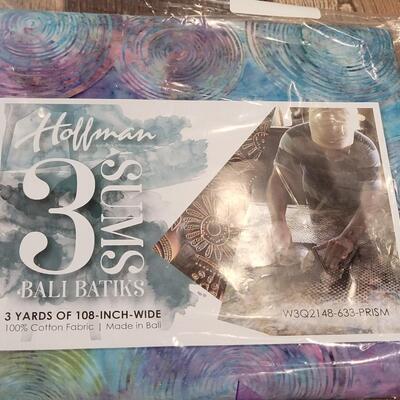 Hoffman
3
SUMS
BALI BATIKS
3 YARDS OF 108-INCH-WIDE
100% Cotton Fabric | Made in Bali
W3Q2148-633-PRISM